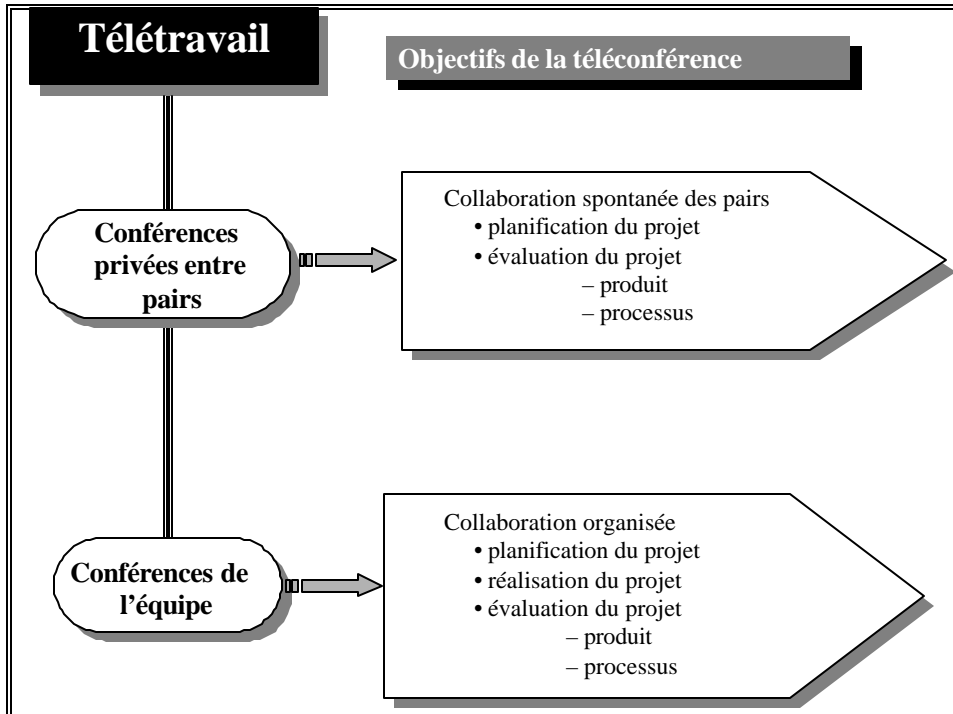 Télétravail
Objectifs de la téléconférence
Conférences
privées entre
pairs
Collaboration spontanée des pairs
• planification du projet
• évaluation du projet
– produit
– processus
Conférences de
l'équipe
Collaboration organisée
• planification du projet
• réalisation du projet
• évaluation du projet
– produit
– processus